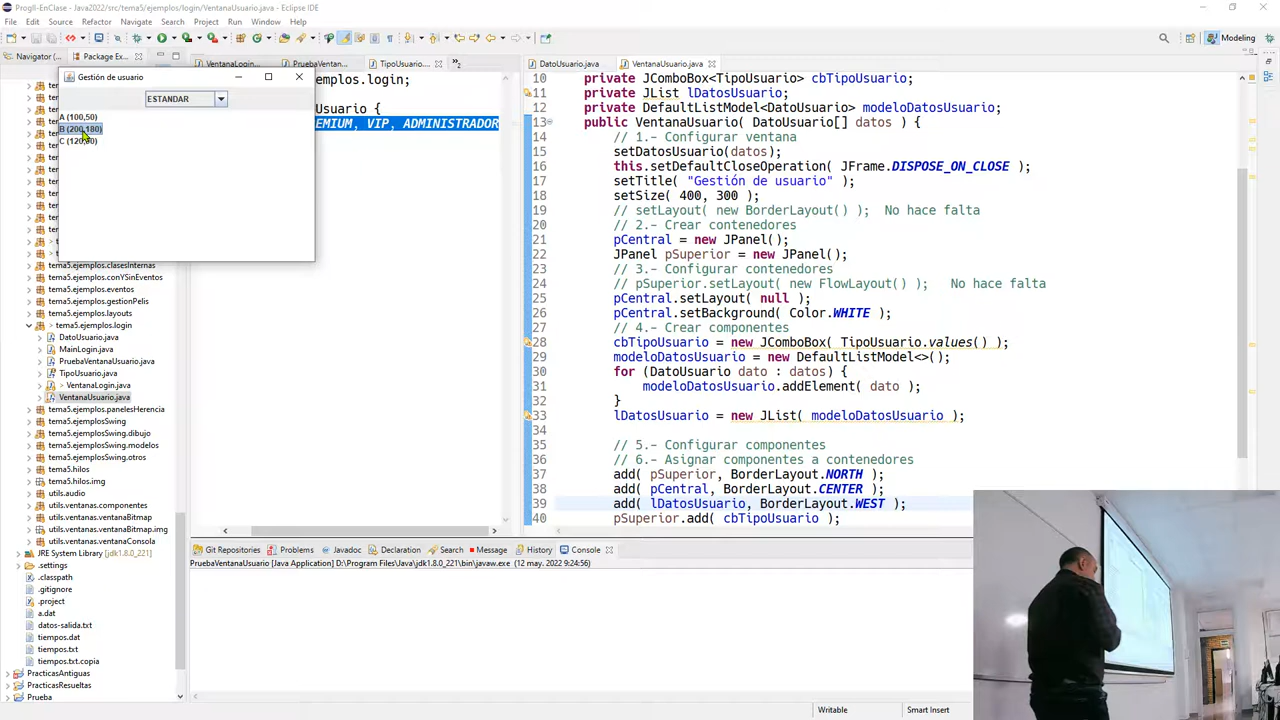 ProgII-EnClase - Java2022/src/tema5/ejemplos/login/VentanaUsuario.java - Eclipse IDE
File Edit Source Refactor Navigate Search Project Run Window Help
Modeling
Navigator (
Package Ex...
VentanaLogin....
PruebaVentan...
TipoUsuario....
DatoUsuario.java
VentanaUsuario.java
Gestión de usuario
ESTANDAR
A (100,50)
B (200,180)
C (120,80)
emplos.login;
Usuario {
EMIUM, VIP, ADMINISTRADOR
tema5.ejemplos.clasesInternas
tema5.ejemplos.conYSinEventos
tema5.ejemplos.eventos
tema5.ejemplos.gestionPelis
tema5.ejemplos.layouts
tema5.ejemplos.login
DatoUsuario.java
MainLogin.java
PruebaVentanaUsuario.java
TipoUsuario.java
VentanaLogin.java
VentanaUsuario.java
tema5.ejemplos.panelesHerencia
tema5.ejemplosSwing
tema5.ejemplosSwing.dibujo
tema5.ejemplosSwing.modelos
tema5.ejemplosSwing.otros
tema5.hilos
tema5.hilos.img
utils.audio
utils.ventanas.componentes
utils.ventanas.ventanaBitmap
utils.ventanas.ventanaBitmap.img
utils.ventanas.ventanaConsola
JRE System Library [jdk1.8.0_221]
.settings
.classpath
.gitignore
.project
a.dat
datos-salida.txt
tiempos.dat
tiempos.txt
tiempos.txt.copia
PracticasAntiguas
PracticasResueltas
Prueba
10 private JComboBox<TipoUsuario> cbTipoUsuario;
11 private JList lDatosUsuario;
12 private DefaultListModel<DatoUsuario> modeloDatosUsuario;
13 public VentanaUsuario( DatoUsuario[] datos ) {
14 // 1.- Configurar ventana
15 setDatosUsuario(datos);
16 this.setDefaultCloseOperation( JFrame.DISPOSE_ON_CLOSE );
17 setTitle( "Gestión de usuario" );
18 setSize( 400, 300 );
19 // setLayout( new BorderLayout() ); No hace falta
20 // 2.- Crear contenedores
21 pCentral = new JPanel();
22 JPanel pSuperior = new JPanel();
23 // 3.- Configurar contenedores
24 // pSuperior.setLayout( new FlowLayout() ); No hace falta
25 pCentral.setLayout( null );
26 pCentral.setBackground( Color.WHITE );
27 // 4.- Crear componentes
28 cbTipoUsuario = new JComboBox( TipoUsuario.values() );
29 modeloDatosUsuario = new DefaultListModel<>();
30 for (DatoUsuario dato : datos) {
31 modeloDatosUsuario.addElement( dato );
32 }
33 lDatosUsuario = new JList( modeloDatosUsuario );
34
35 // 5.- Configurar componentes
36 // 6.- Asignar componentes a contenedores
37 add( pSuperior, BorderLayout.NORTH );
38 add( pCentral, BorderLayout.CENTER );
39 add( lDatosUsuario, BorderLayout.WEST );
40 pSuperior.add( cbTipoUsuario );
Git Repositories Problems Javadoc Declaration Search Message History Console
PruebaVentanaUsuario [Java Application] D:\Program Files\Java\jdk1.8.0_221\bin\javaw.exe (12 may. 2022 9:24:56)
Writable
Smart Insert